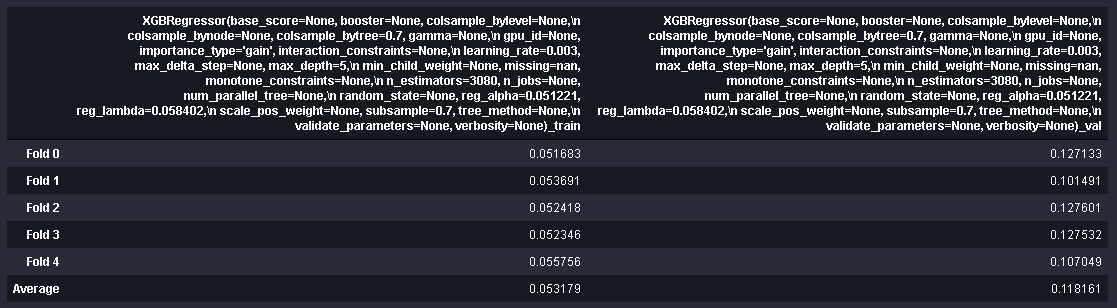 XGBRegressor(base_score=None, booster=None, colsample_bylevel=None,\n
colsample_bynode=None, colsample_bytree=0.7, gamma=None,\n gpu_id=None,
importance_type='gain', interaction_constraints=None,\n learning_rate=0.003,
max_delta_step=None, max_depth=5,\n min_child_weight=None, missing=nan,
monotone_constraints=None,\n n_estimators=3080, n_jobs=None,
num_parallel_tree=None,\n random_state=None, reg_alpha=0.051221,
reg_lambda=0.058402,\n scale_pos_weight=None, subsample=0.7, tree_method=None,\n
validate_parameters=None, verbosity=None)_train
XGBRegressor(base_score=None, booster=None, colsample_bylevel=None,\n
colsample_bynode=None, colsample_bytree=0.7, gamma=None,\n gpu_id=None,
importance_type='gain', interaction_constraints=None,\n learning_rate=0.003,
max_delta_step=None, max_depth=5,\n min_child_weight=None, missing=nan,
monotone_constraints=None,\n n_estimators=3080, n_jobs=None,
num_parallel_tree=None,\n random_state=None, reg_alpha=0.051221,
reg_lambda=0.058402,\n scale_pos_weight=None, subsample=0.7, tree_method=None,\n
validate_parameters=None, verbosity=None)_val
Fold 0 0.051683 0.127133
Fold 1 0.053691 0.101491
Fold 2 0.052418 0.127601
Fold 3 0.052346 0.127532
Fold 4 0.055756 0.107049
Average 0.053179 0.118161